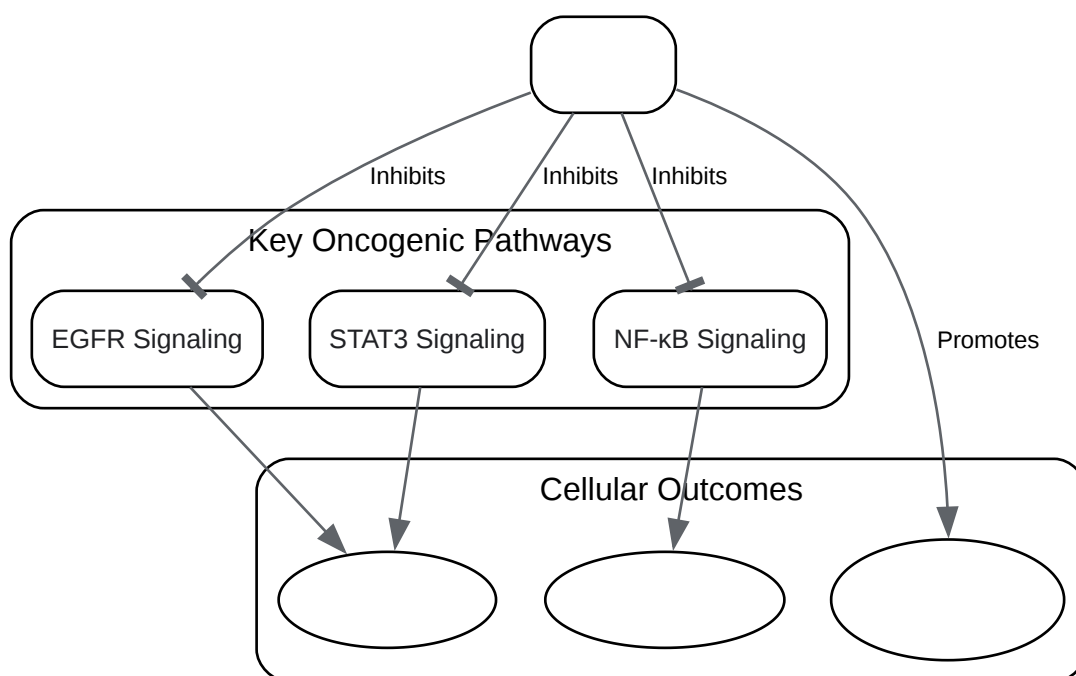 Inhibits
Inhibits
Inhibits
Key Oncogenic Pathways
EGFR Signaling
STAT3 Signaling
NF-κB Signaling
Promotes
Cellular Outcomes